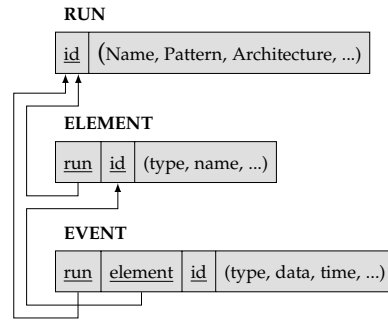 RUN
id (Name, Pattern, Architecture, ...)
ELEMENT
run id (type, name, ...)
EVENT
run element id (type, data, time, ...)